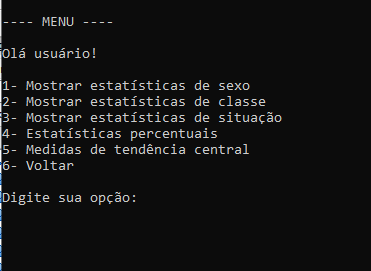 ---- MENU ----
Olá usuário!
1- Mostrar estatísticas de sexo
2- Mostrar estatísticas de classe
3- Mostrar estatísticas de situação
4- Estatísticas percentuais
5- Medidas de tendência central
6- Voltar
Digite sua opção: